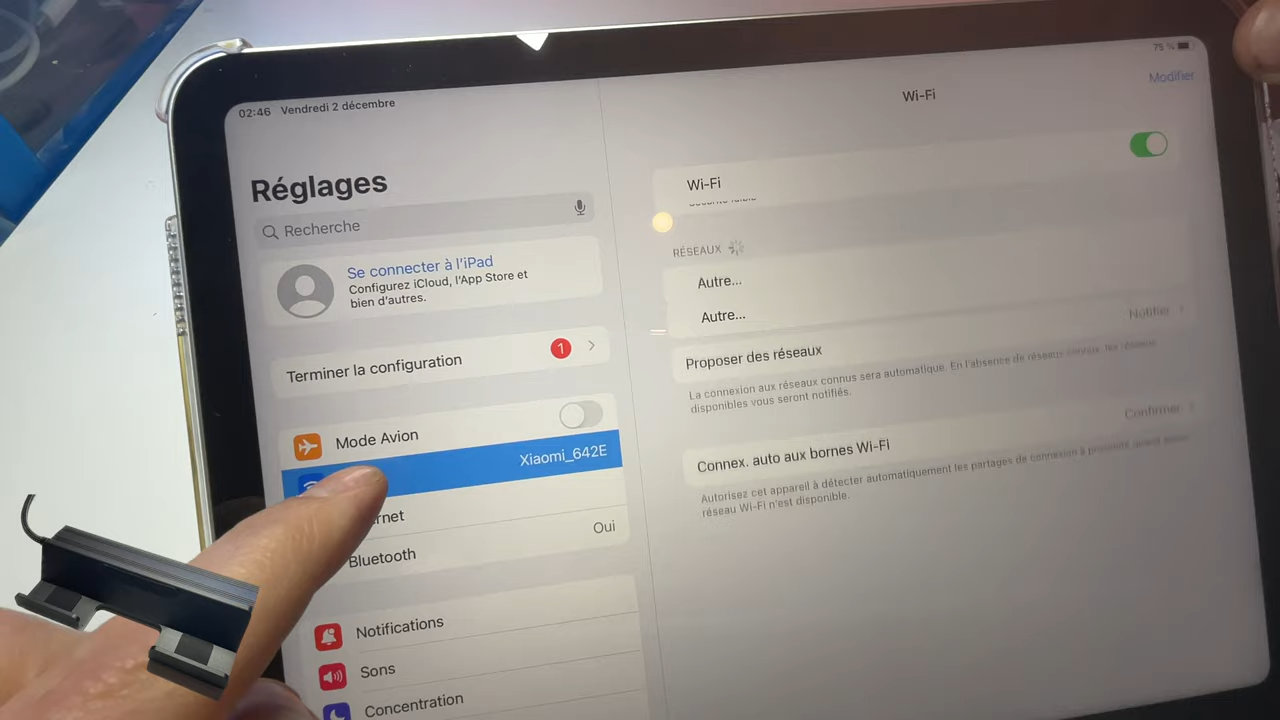 02:46 Vendredi 2 décembre
75 %
Réglages
Recherche
Se connecter à l'iPad
Configurez iCloud, l'App Store et
bien d'autres.
Terminer la configuration 1
Mode Avion
Xiaomi_642E
rnet
Bluetooth Oui
Notifications
Sons
Concentration
Wi-Fi
Modifier
Wi-Fi
RÉSEAUX
Autre...
Autre...
Proposer des réseaux Notifier
La connexion aux réseaux connus sera automatique. En l'absence de réseaux connus, les réseaux
disponibles vous seront notifiés.
Connex. auto aux bornes Wi-Fi Confirmer
Autorisez cet appareil à détecter automatiquement les partages de connexion à proximité quand aucun
réseau Wi-Fi n'est disponible.